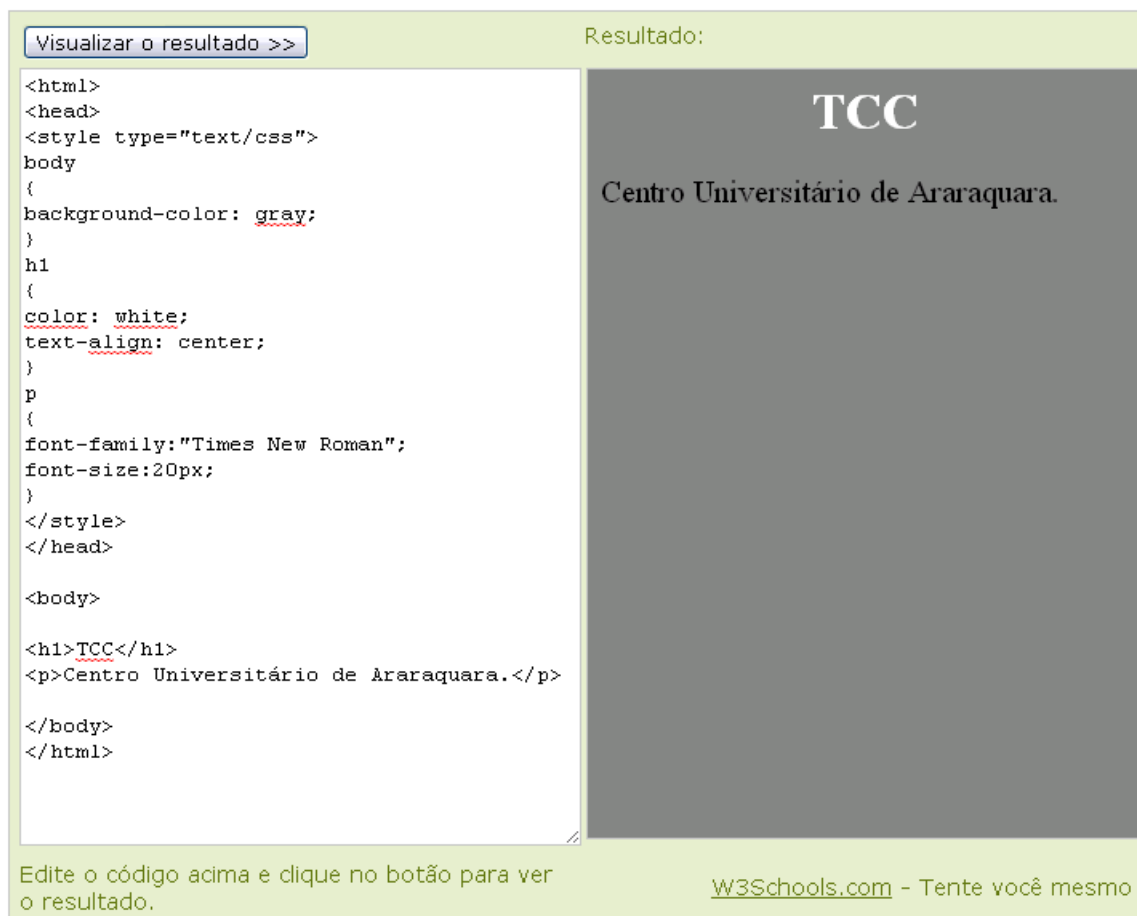 Visualizar o resultado >>
Resultado:
<html>
<head>
<style type="text/css">
body
{
background-color: gray;
}
h1
{
color: white;
text-align: center;
}
p
{
font-family:"Times New Roman";
font-size:20px;
}
</style>
</head>
<body>
<h1>TCC</h1>
<p>Centro Universitário de Araraquara.</p>
</body>
</html>
TCC
Centro Universitário de Araraquara.
Edite o código acima e clique no botão para ver
o resultado.
W3Schools.com - Tente você mesmo